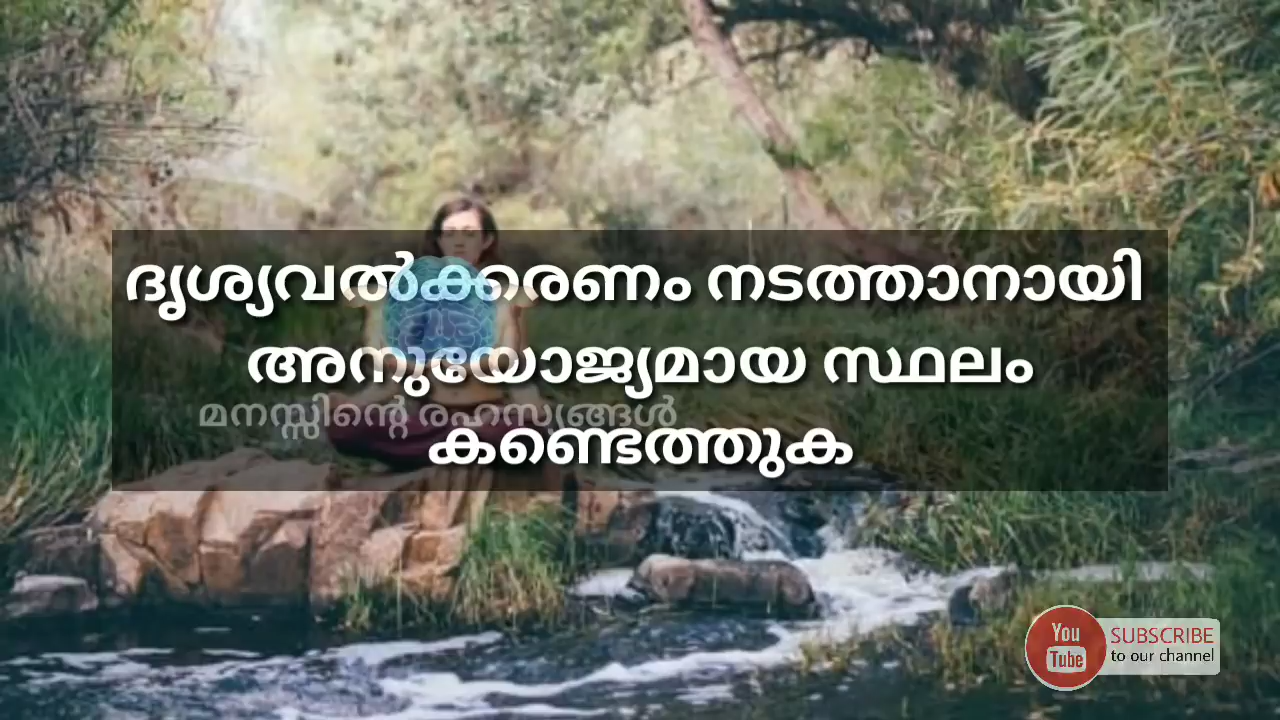 ദൃശ്യവൽക്കരണം നടത്താനായി
അനുയോജ്യമായ സ്ഥലം
മനസ്സിന്റെ രഹസ്യങ്ങൾ
കണ്ടെത്തുക
You
Tube
SUBSCRIBE
to our channel